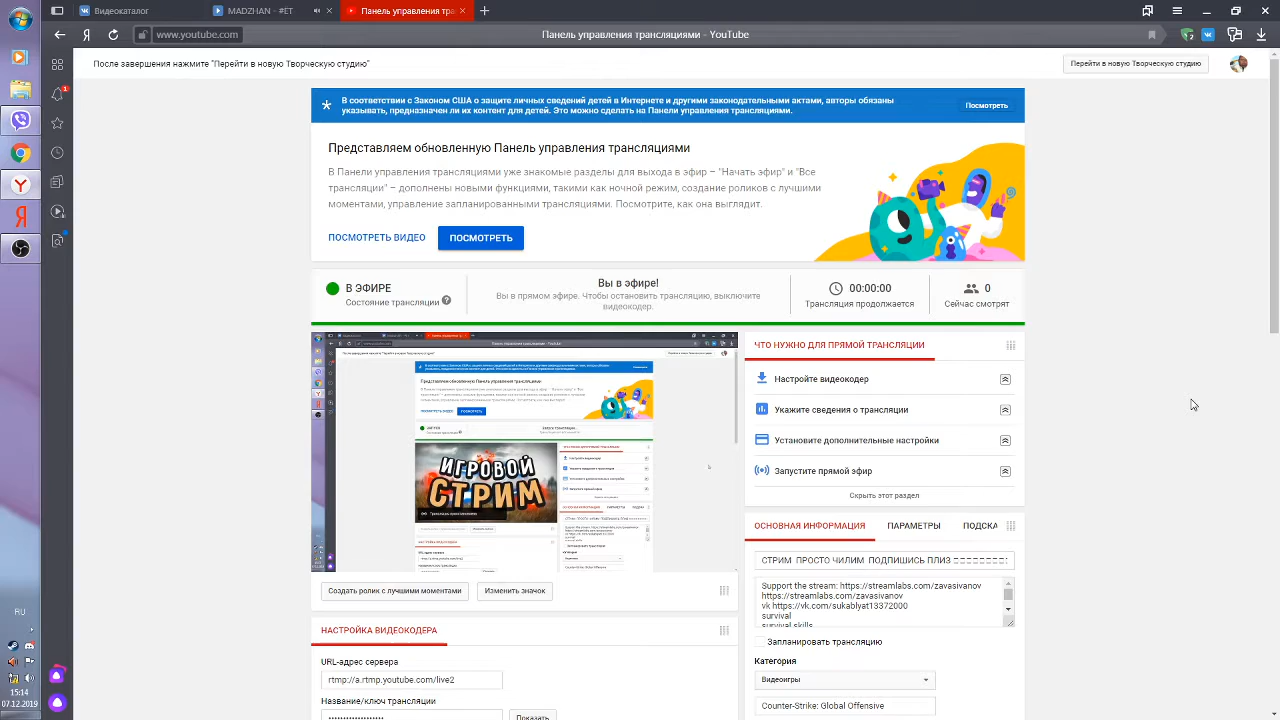 Видеокаталог
MADZHAN - #ЕТ
Панель управления тра
www.youtube.com
Панель управления трансляциями - YouTube
После завершения нажмите "Перейти в новую Творческую студию"
Перейти в новую Творческую студию
В соответствии с Законом США о защите личных сведений детей в Интернете и другими законодательными актами, авторы обязаны
указывать, предназначен ли их контент для детей. Это можно сделать на Панели управления трансляциями.
Посмотреть
Представляем обновленную Панель управления трансляциями
В Панели управления трансляциями уже знакомые разделы для выхода в эфир – "Начать эфир" и "Все
трансляции" – дополнены новыми функциями, такими как ночной режим, создание роликов с лучшими
моментами, управление запланированными трансляциями. Посмотрите, как она выглядит.
ПОСМОТРЕТЬ ВИДЕО
ПОСМОТРЕТЬ
В ЭФИРЕ
Состояние трансляции
Вы в эфире!
Вы в прямом эфире. Чтобы остановить трансляцию, выключите
видеокодер.
00:00:00
Трансляция продолжается
0
Сейчас смотрят
ИГРОВОЙ
СТРИМ
Создать ролик с лучшими моментами
Изменить значок
НАСТРОЙКА ВИДЕОКОДЕРА
URL-адрес сервера
rtmp://a.rtmp.youtube.com/live2
Название/ключ трансляции
Показать
ЧТО НУЖНО ДЛЯ ПРЯМОЙ ТРАНСЛЯЦИИ
Настройте видеокодер
Укажите сведения о трансляции
Установите дополнительные настройки
Запустите прямой эфир
Скрыть этот раздел
ПАРАМЕТРЫ
СТРИМ ПРОСТО ЧИЛИМ ПОДПИШИСЬ ПЛИЗ
Support the stream: https://streamlabs.com/zavasivanov
https://streamlabs.com/zavasivanov
vk https://vk.com/sukablyat13372000
survival
survival skills
Запланировать трансляцию
Категория
Видеоигры
Counter-Strike: Global Offensive
RU
15:14
07.12.2019